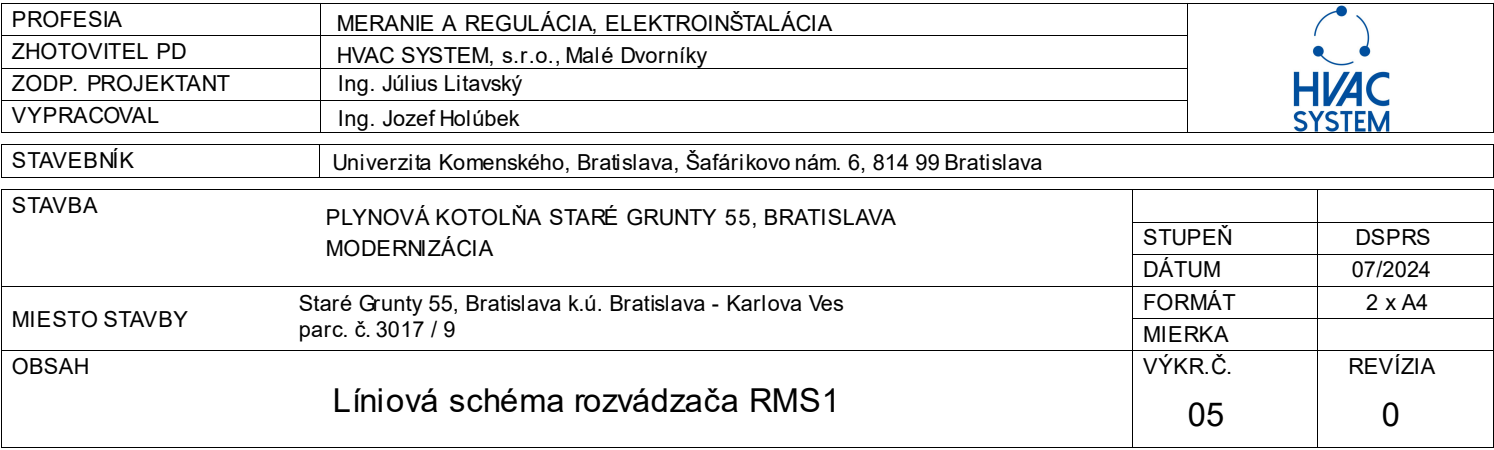 PROFESIA MERANIE A REGULÁCIA, ELEKTROINŠTALÁCIA
ZHOTOVITEL PD HVAC SYSTEM, s.r.o., Malé Dvorníky
ZODP. PROJEKTANT Ing. Július Litavský
VYPRACOVAL Ing. Jozef Holúbek
HVAC
SYSTEM
STAVEBNÍK Univerzita Komenského, Bratislava, Šafárikovo nám. 6, 814 99 Bratislava
STAVBA
PLYNOVÁ KOTOLŇA STARÉ GRUNTY 55, BRATISLAVA
MODERNIZÁCIA
STUPEŇ DSPRS
DÁTUM 07/2024
MIESTO STAVBY
Staré Grunty 55, Bratislava k.ú. Bratislava - Karlova Ves
parc. č. 3017 / 9
FORMÁT 2 x A4
MIERKA
OBSAH
Líniová schéma rozvádzača RMS1
VÝKR.Č. REVÍZIA
05 0